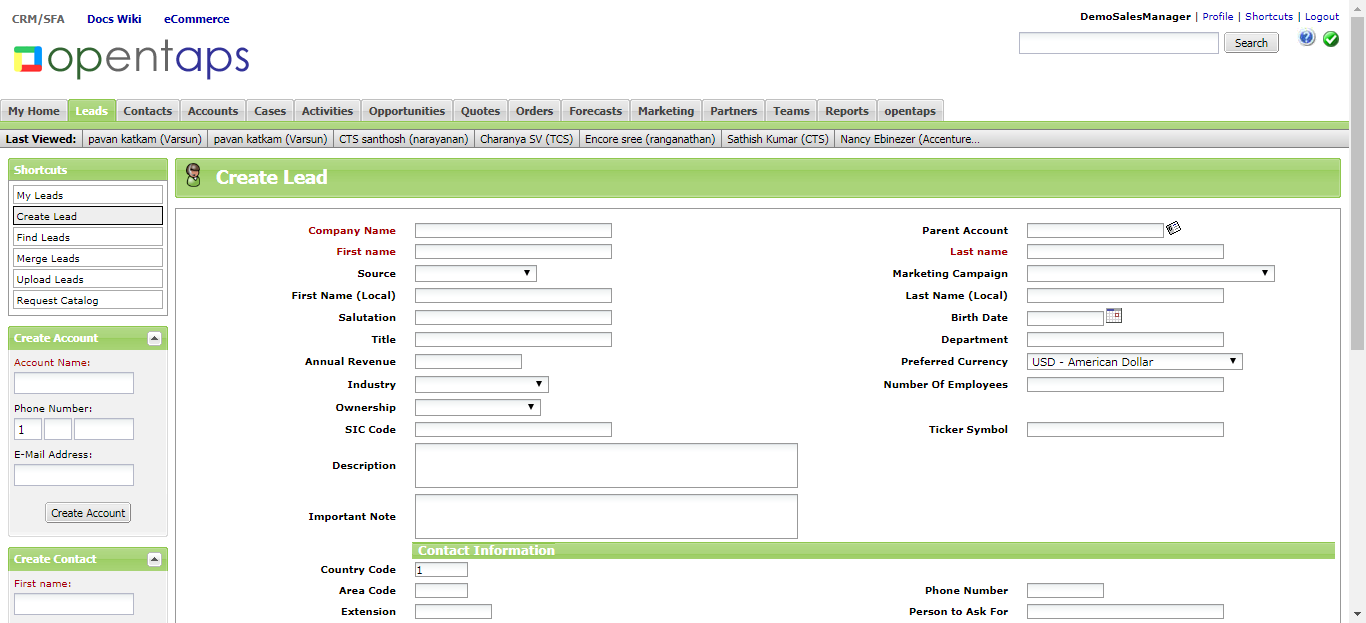 CRM/SFA Docs Wiki eCommerce
DemoSalesManager | Profile | Shortcuts | Logout
opentaps
Search
My Home Leads Contacts Accounts Cases Activities Opportunities Quotes Orders Forecasts Marketing Partners Teams Reports opentaps
Last Viewed: pavan katkam (Varsun) pavan katkam (Varsun) CTS santhosh (narayanan) Charanya SV (TCS) Encore sree (ranganathan) Sathish Kumar (CTS) Nancy Ebinezer (Accenture...
Shortcuts
My Leads
Create Lead
Find Leads
Merge Leads
Upload Leads
Request Catalog
Create Account
Account Name:
Phone Number:
1
E-Mail Address:
Create Account
Create Contact
First name:
Create Lead
Company Name Parent Account
First name Last name
Source Marketing Campaign
First Name (Local) Last Name (Local)
Salutation Birth Date
Title Department
Annual Revenue Preferred Currency USD - American Dollar
Industry Number Of Employees
Ownership
SIC Code Ticker Symbol
Description
Important Note
Contact Information
Country Code 1
Area Code Phone Number
Extension Person to Ask For